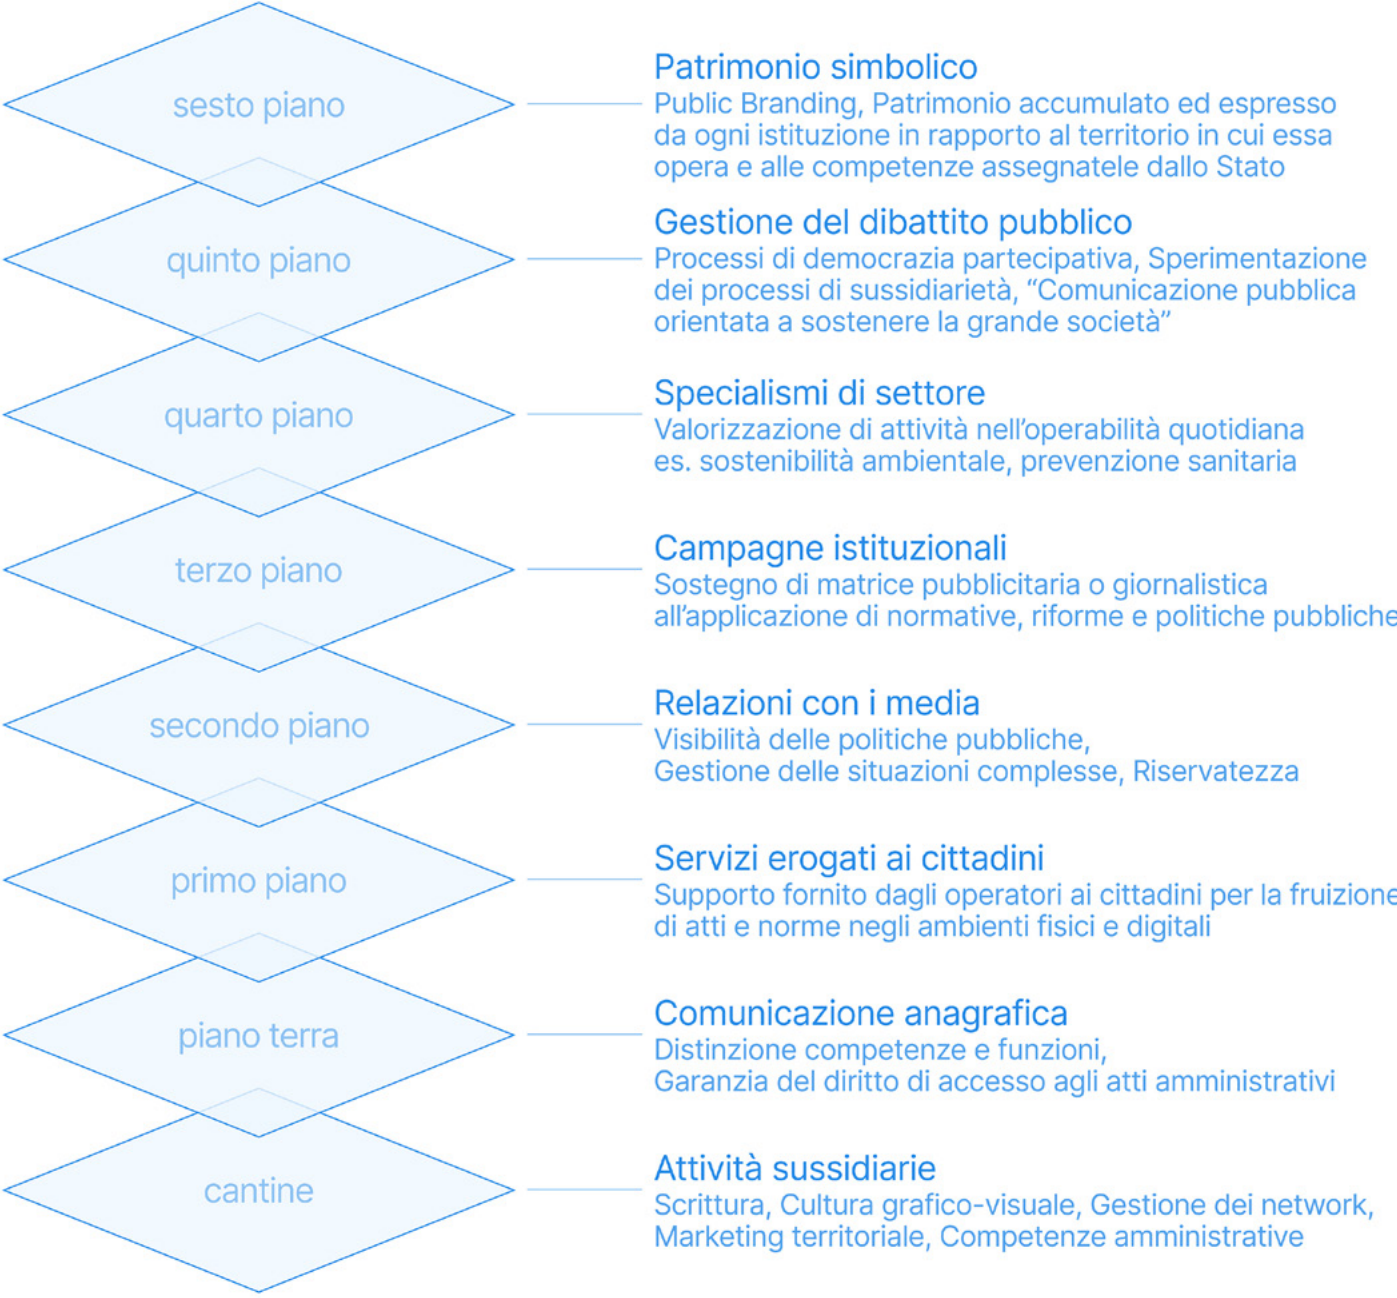 sesto piano
Patrimonio simbolico
Public Branding, Patrimonio accumulato ed espresso
da ogni istituzione in rapporto al territorio in cui essa
opera e alle competenze assegnatele dallo Stato
quinto piano
Gestione del dibattito pubblico
Processi di democrazia partecipativa, Sperimentazione
dei processi di sussidiarietà, “Comunicazione pubblica
orientata a sostenere la grande società”
quarto piano
Specialismi di settore
Valorizzazione di attività nell’operabilità quotidiana
es. sostenibilità ambientale, prevenzione sanitaria
terzo piano
Campagne istituzionali
Sostegno di matrice pubblicitaria o giornalistica
all’applicazione di normative, riforme e politiche pubbliche
secondo piano
Relazioni con i media
Visibilità delle politiche pubbliche,
Gestione delle situazioni complesse, Riservatezza
primo piano
Servizi erogati ai cittadini
Supporto fornito dagli operatori ai cittadini per la fruizione
di atti e norme negli ambienti fisici e digitali
piano terra
Comunicazione anagrafica
Distinzione competenze e funzioni,
Garanzia del diritto di accesso agli atti amministrativi
cantine
Attività sussidiarie
Scrittura, Cultura grafico-visuale, Gestione dei network,
Marketing territoriale, Competenze amministrative